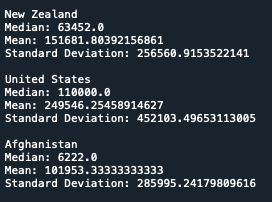 New Zealand
Median: 63452.0
Mean: 151681.80392156861
Standard Deviation: 256560.9153522141
United States
Median: 110000.0
Mean: 249546.25458914627
Standard Deviation: 452103.49653113005
Afghanistan
Median: 6222.0
Mean: 101953.33333333333
Standard Deviation: 285995.24179809616